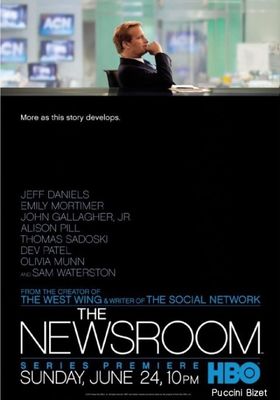 ACN
ACN
ACN
More as this story develops.
JEFF DANIELS
EMILY MORTIMER
JOHN GALLAGHER, JR
ALISON PILL
THOMAS SADOSKI
DEV PATEL
OLIVIA MUNN
AND SAM WATERSTON
FROM THE CREATOR OF
THE WEST WING & WRITER OF THE SOCIAL NETWORK
THE
NEWSROOM
SERIES PREMIERE
SUNDAY, JUNE 24, 10PM
HBO
Puccini Bizet